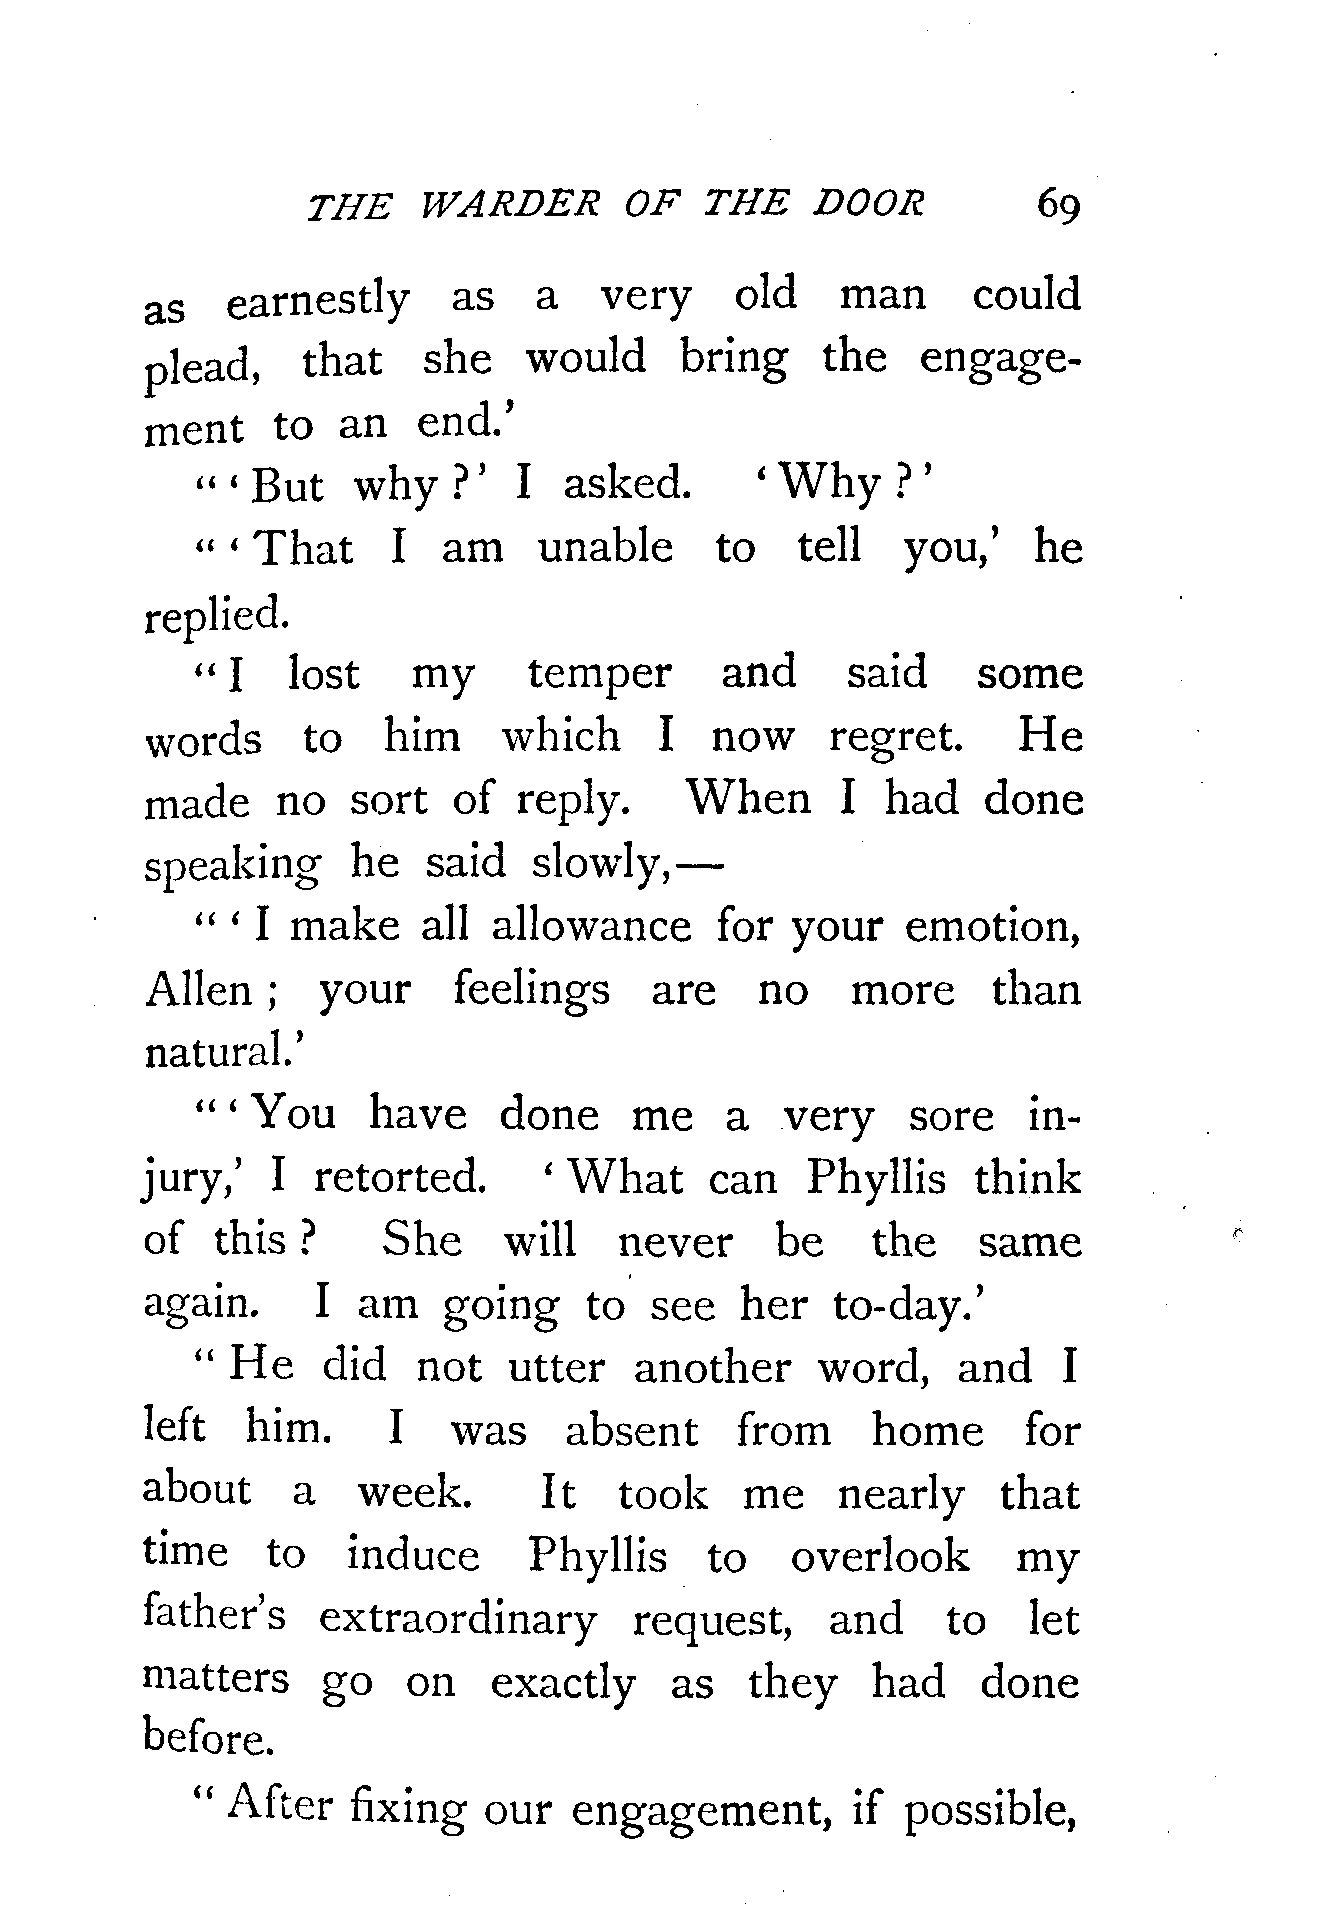 THE WARDER OF THE DOOR 69
as earnestly as a very old man could
plead, that she would bring the engage-
ment to an end.’
“ ‘ But why ? ’ I asked. ‘ Why ? ’
“ ‘ That I am unable to tell you,’ he
replied.
“ I lost my temper and said some
words to him which I now regret. He
made no sort of reply. When I had done
speaking he said slowly,—
“ ‘ I make all allowance for your emotion,
Allen ; your feelings are no more than
natural.’
“ ‘ You have done me a very sore in-
jury,’ I retorted. ‘ What can Phyllis think
of this ? She will never be the same
again. I am going to see her to-day.’
“ He did not utter another word, and I
left him. I was absent from home for
about a week. It took me nearly that
time to induce Phyllis to overlook my
father’s extraordinary request, and to let
matters go on exactly as they had done
before.
“ After fixing our engagement, if possible,